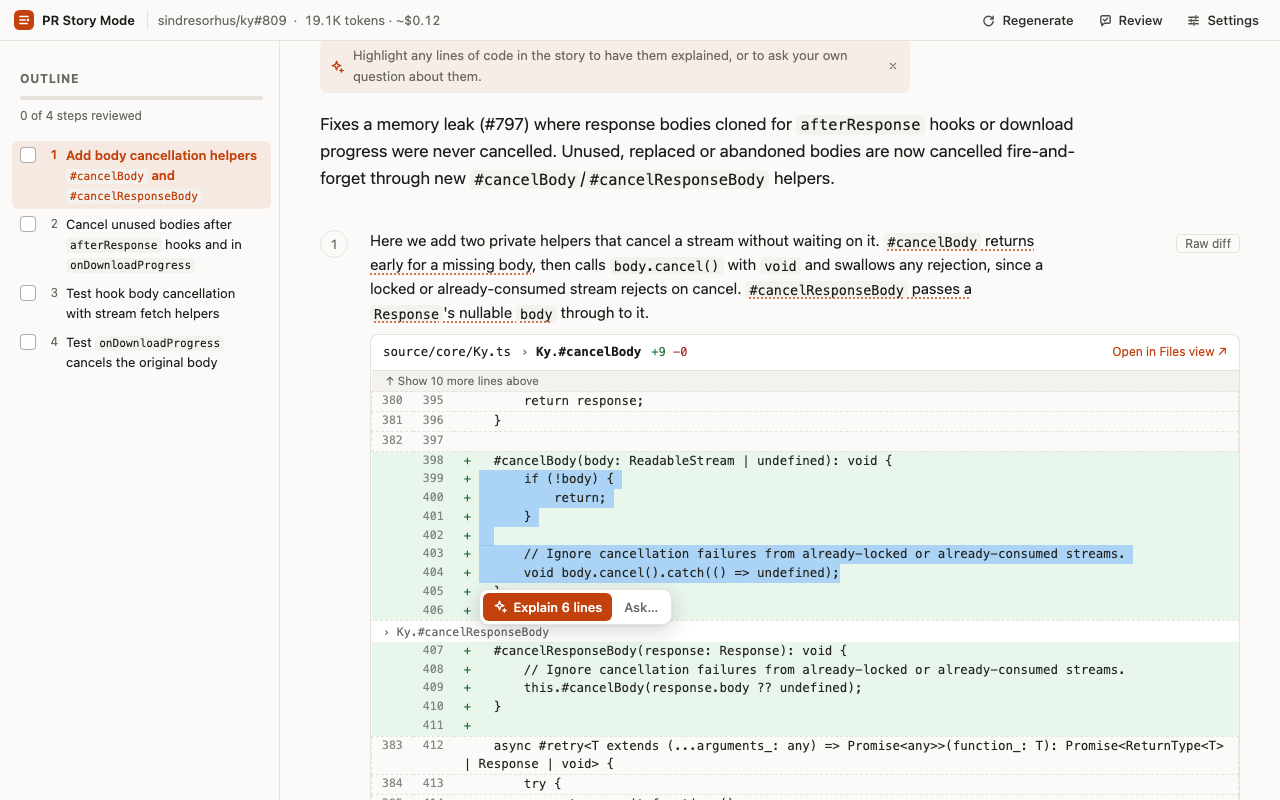 PR Story Mode sindresorhus/ky#809 · 19.1K tokens · ~$0.12 Regenerate Review Settings
OUTLINE
0 of 4 steps reviewed
1 Add body cancellation helpers
#cancelBody and
#cancelResponseBody
2 Cancel unused bodies after
afterResponse hooks and in
onDownloadProgress
3 Test hook body cancellation
with stream fetch helpers
4 Test onDownloadProgress
cancels the original body
Highlight any lines of code in the story to have them explained, or to ask your own
question about them. ×
Fixes a memory leak (#797) where response bodies cloned for afterResponse hooks or download
progress were never cancelled. Unused, replaced or abandoned bodies are now cancelled fire-and-
forget through new #cancelBody / #cancelResponseBody helpers.
1 Here we add two private helpers that cancel a stream without waiting on it. #cancelBody returns
early for a missing body, then calls body.cancel() with void and swallows any rejection, since a
locked or already-consumed stream rejects on cancel. #cancelResponseBody passes a
Response 's nullable body through to it.
Raw diff
source/core/Ky.ts › Ky.#cancelBody +9 −0 Open in Files view ↗
↑ Show 10 more lines above
380 395 return response;
381 396 }
382 397
398 + #cancelBody(body: ReadableStream | undefined): void {
399 + if (!body) {
400 + return;
401 + }
402 +
403 + // Ignore cancellation failures from already-locked or already-consumed streams.
404 + void body.cancel().catch(() => undefined);
405 + }
406 +
Explain 6 lines Ask...
› Ky.#cancelResponseBody
407 + #cancelResponseBody(response: Response): void {
408 + // Ignore cancellation failures from already-locked or already-consumed streams.
409 + this.#cancelBody(response.body ?? undefined);
410 + }
411 +
383 412 async #retry<T extends (...arguments_: any) => Promise<any>>(function_: T): Promise<ReturnType<T>
| Response | void> {
384 413 try {